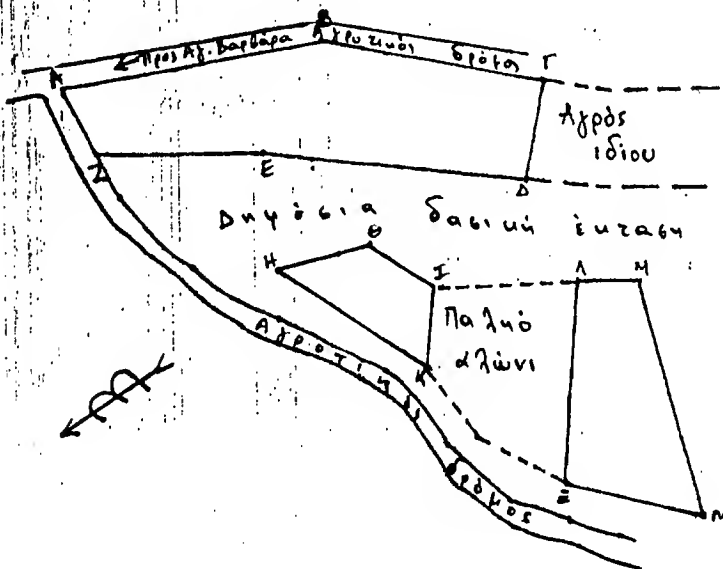 Β
← Προς Αγ. Βαρβάρα Αγροτικός δρόμος Γ
Α
Αγρός
ιδίου
Ζ Ε Δ
Δημόσια δασική έκταση
Θ
Η Ι Λ Μ
Παλιό
αλώνι
Κ
Αγροτικός
δρόμος
Ξ
Ν